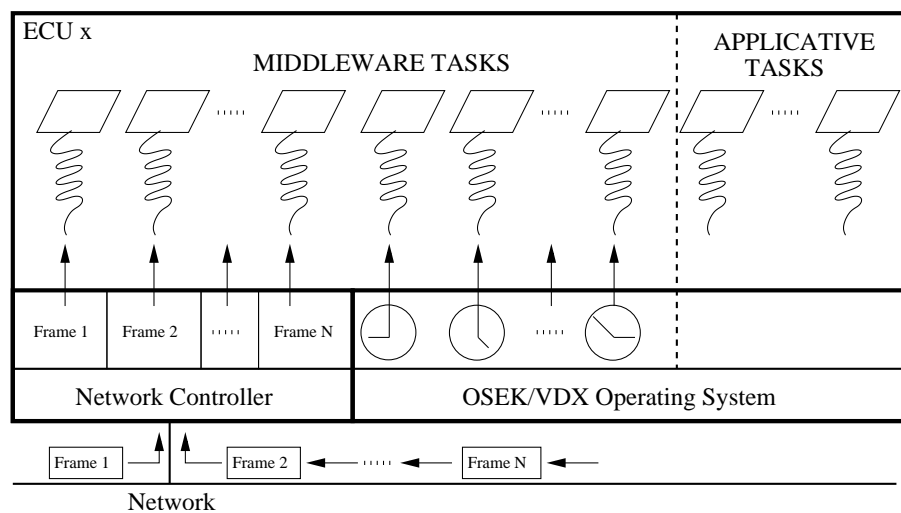 ECU x
MIDDLEWARE TASKS
APPLICATIVE
TASKS
Frame 1
Frame 2
Frame N
Network Controller
OSEK/VDX Operating System
Frame 1
Frame 2
Frame N
Network